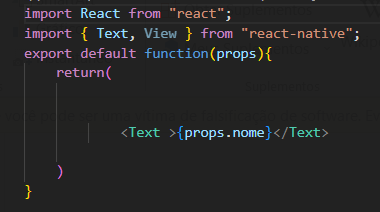 import React from "react";
import { Text, View } from "react-native";
export default function(props){
return(
<Text >{props.nome}</Text>
)
}